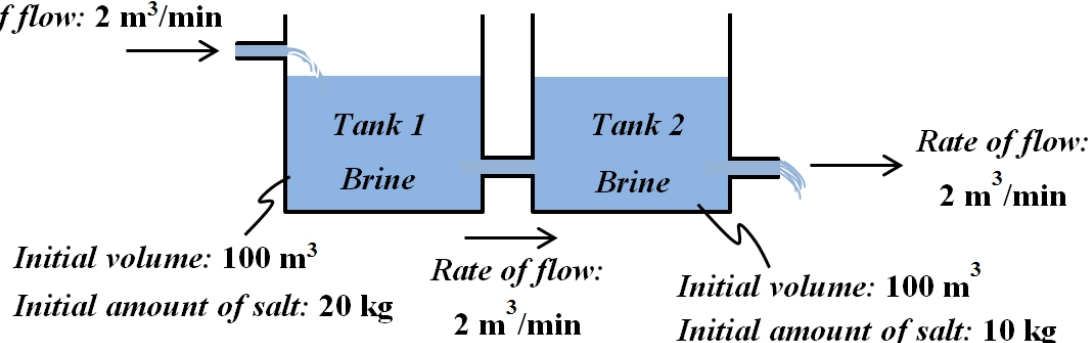 f flow: 2 m³/min
Tank 1
Brine
Tank 2
Brine
Rate of flow:
2 m³/min
Initial volume: 100 m³
Initial amount of salt: 20 kg
Rate of flow:
2 m³/min
Initial volume: 100 m³
Initial amount of salt: 10 kg